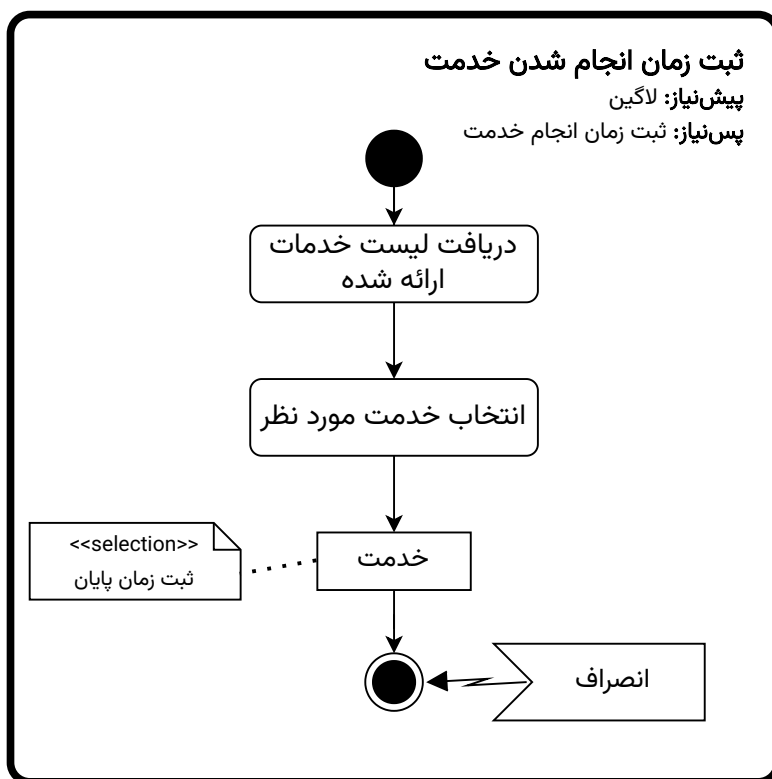 ثبت زمان انجام شدن خدمت
پیش‌نیاز: لاگین
پس‌نیاز: ثبت زمان انجام خدمت
دریافت لیست خدمات
ارائه شده
انتخاب خدمت مورد نظر
<<selection>>
ثبت زمان پایان
خدمت
انصراف